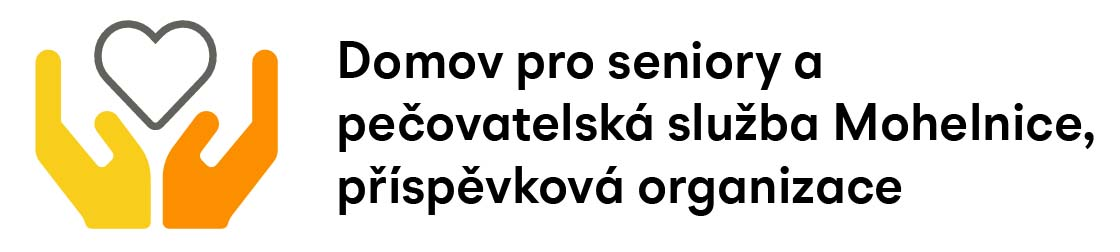 Domov pro seniory a
pečovatelská služba Mohelnice,
příspěvková organizace